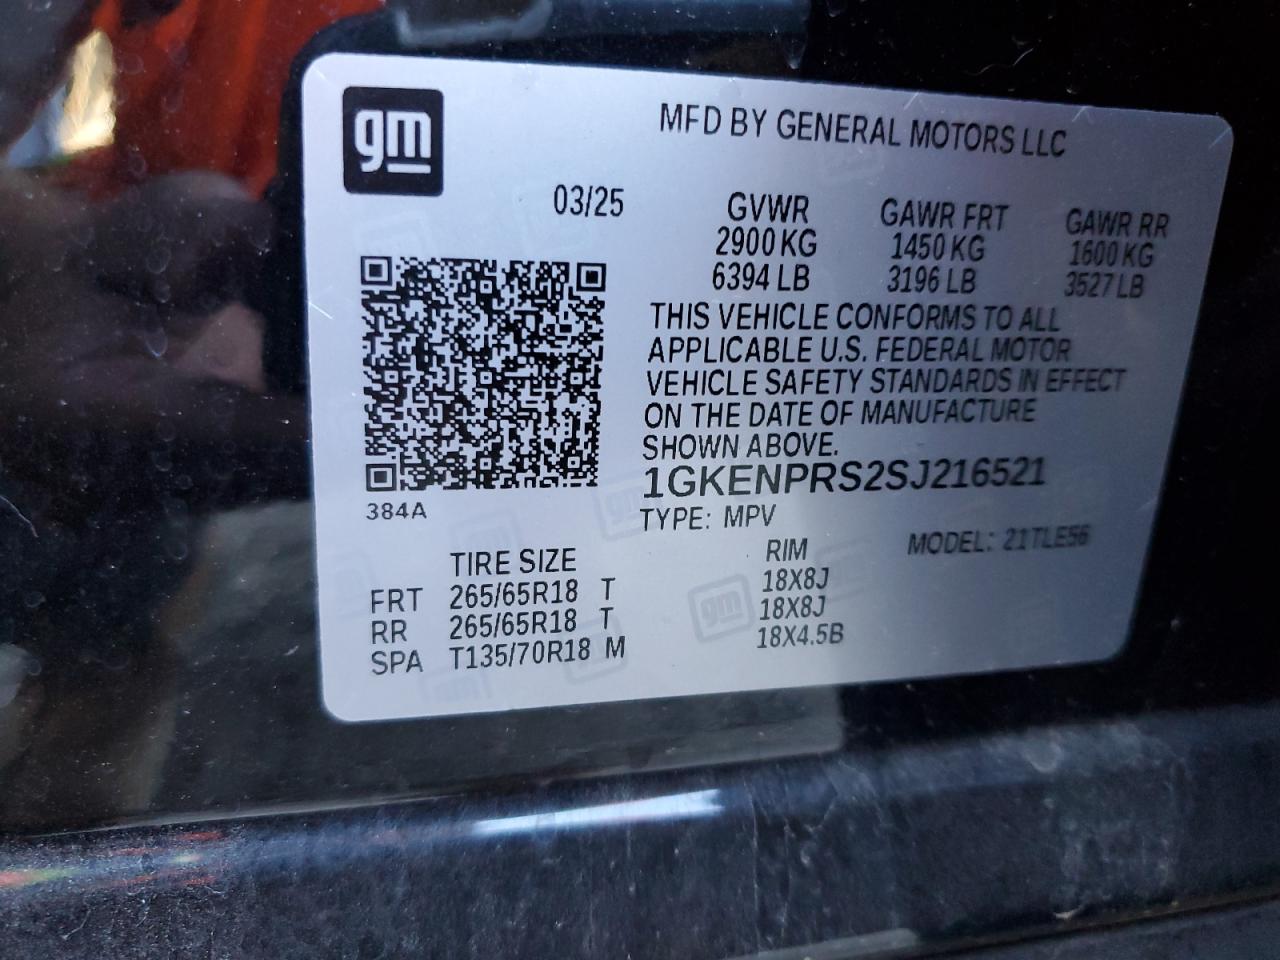 gm
MFD BY GENERAL MOTORS LLC
03/25
GVWR GAWR FRT GAWR RR
2900 KG 1450 KG 1600 KG
6394 LB 3196 LB 3527 LB
THIS VEHICLE CONFORMS TO ALL
APPLICABLE U.S. FEDERAL MOTOR
VEHICLE SAFETY STANDARDS IN EFFECT
ON THE DATE OF MANUFACTURE
SHOWN ABOVE.
1GKENPRS2SJ216521
384A
TYPE: MPV MODEL: 21TLE56
TIRE SIZE RIM
FRT 265/65R18 T 18X8J
RR 265/65R18 T 18X8J
SPA T135/70R18 M 18X4.5B
gm
gm